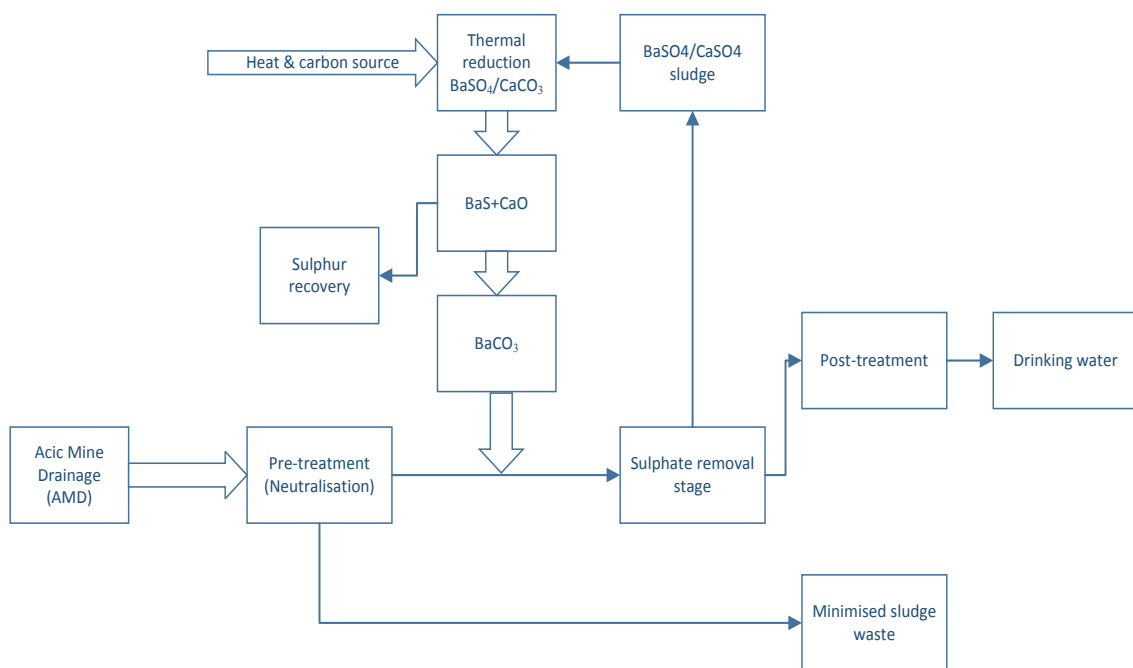 Heat & carbon source
Thermal
reduction
BaSO₄/CaCO₃
BaSO4/CaSO4
sludge
BaS+CaO
Sulphur
recovery
BaCO₃
Post-treatment
Drinking water
Acic Mine
Drainage
(AMD)
Pre-treatment
(Neutralisation)
Sulphate removal
stage
Minimised sludge
waste